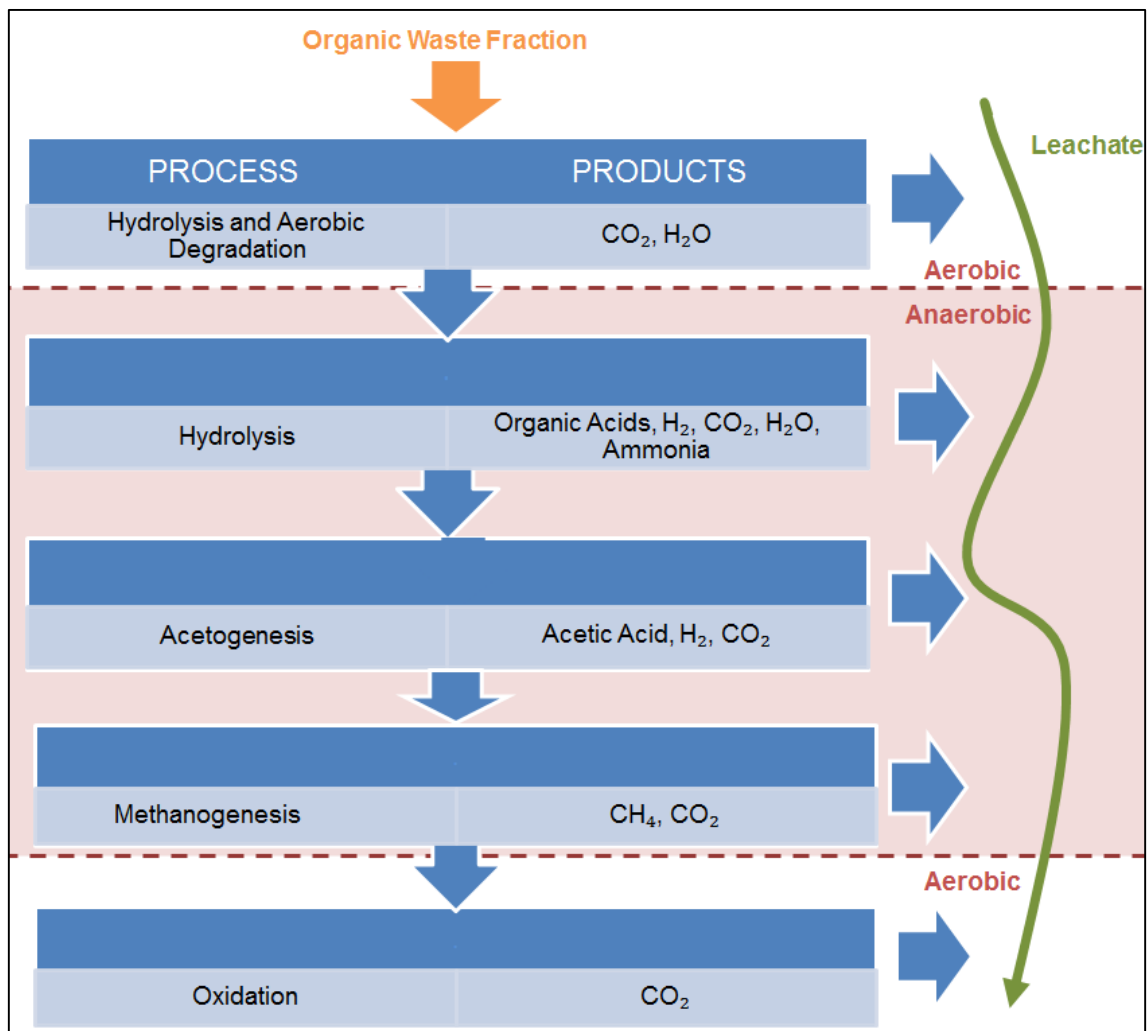 Organic Waste Fraction
Leachate
PROCESS PRODUCTS
Hydrolysis and Aerobic
Degradation
CO₂, H₂O
Aerobic
Anaerobic
Hydrolysis
Organic Acids, H₂, CO₂, H₂O,
Ammonia
Acetogenesis Acetic Acid, H₂, CO₂
Methanogenesis CH₄, CO₂
Aerobic
Oxidation CO₂